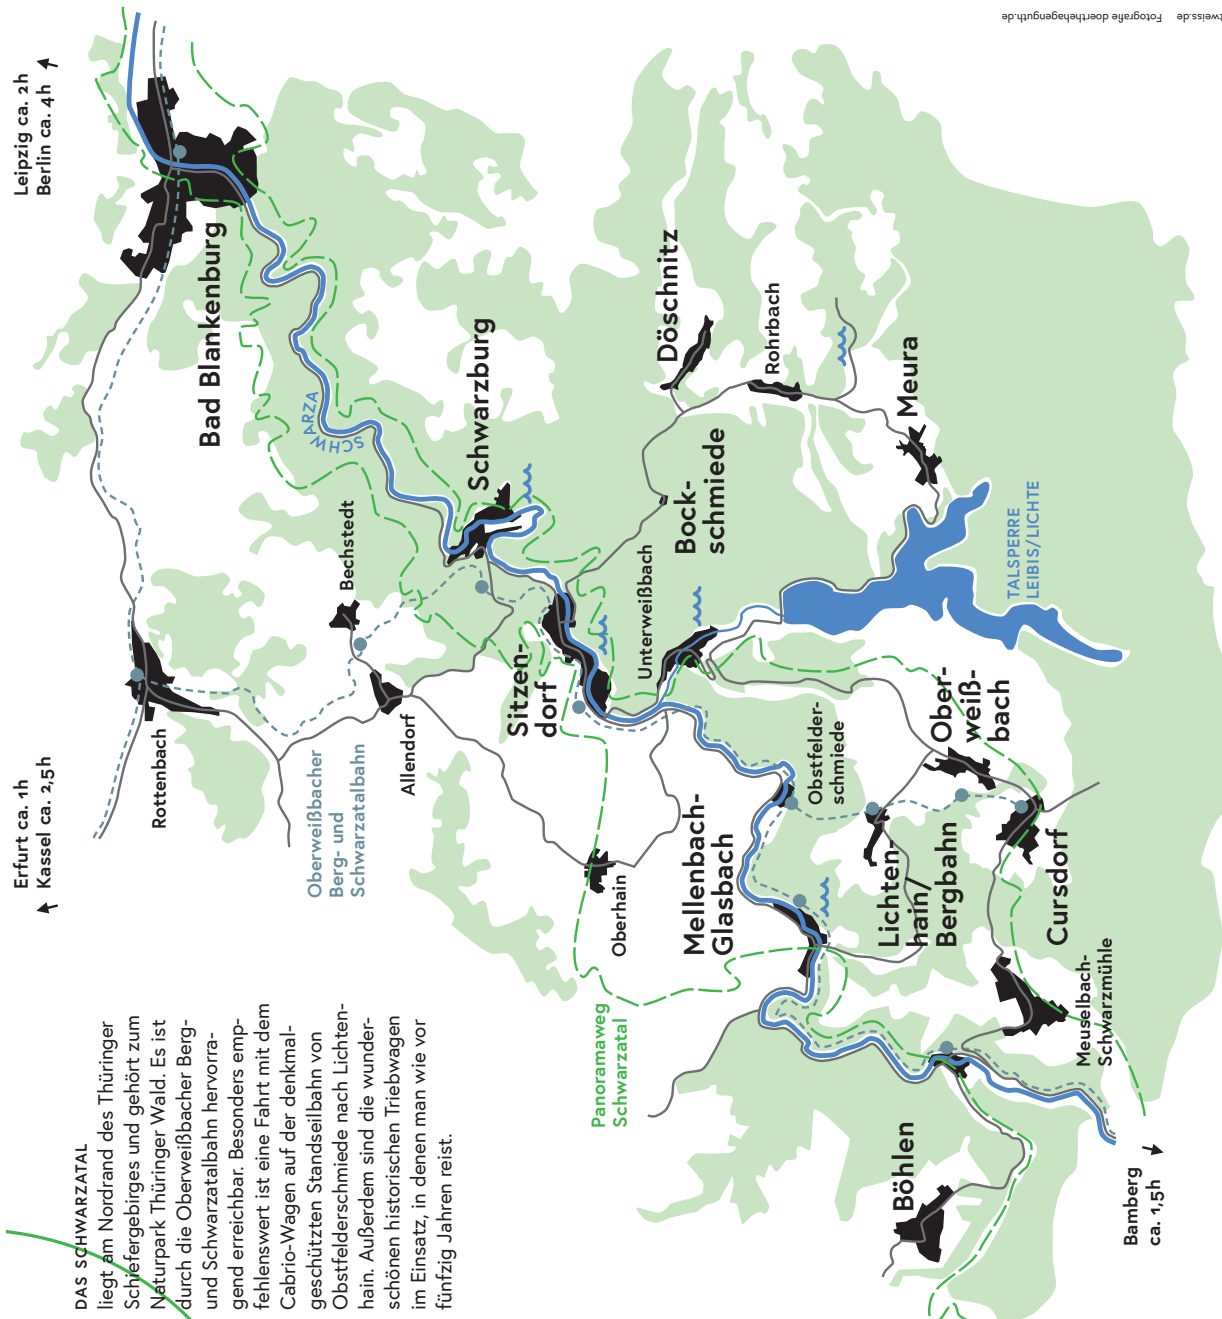 DAS SCHWARZATAL
liegt am Nordrand des Thüringer
Schiefergebirges und gehört zum
Naturpark Thüringer Wald. Es ist
durch die Oberweißbacher Berg-
und Schwarzatalbahn hervorra-
gend erreichbar. Besonders emp-
fehlenswert ist eine Fahrt mit dem
Cabrio-Wagen auf der denkmal-
geschützten Standseilbahn von
Obstfelderschmiede nach Lichten-
hain. Außerdem sind die wunder-
schönen historischen Triebwagen
im Einsatz, in denen man wie vor
fünfzig Jahren reist.
Erfurt ca. 1h
Kassel ca. 2,5h
Leipzig ca. 2h
Berlin ca. 4h
Rottenbach
Bad Blankenburg
Oberweißbacher
Berg- und
Schwarzatalbahn
Bechstedt
Allendorf
SCHWARZA
Schwarzburg
Sitzen-
dorf
Oberhain
Panoramaweg
Schwarzatal
Unterweißbach
Bock-
schmiede
Döschnitz
Rohrbach
Meura
Mellenbach-
Glasbach
Obstfelder-
schmiede
Lichten-
hain/
Bergbahn
Ober-
weiß-
bach
Cursdorf
TALSPERRE
LEIBIS/LICHTE
Meuselbach-
Schwarzmühle
Böhlen
Bamberg
ca. 1,5h
tweiss.de Fotografie doerthehagenguth.de